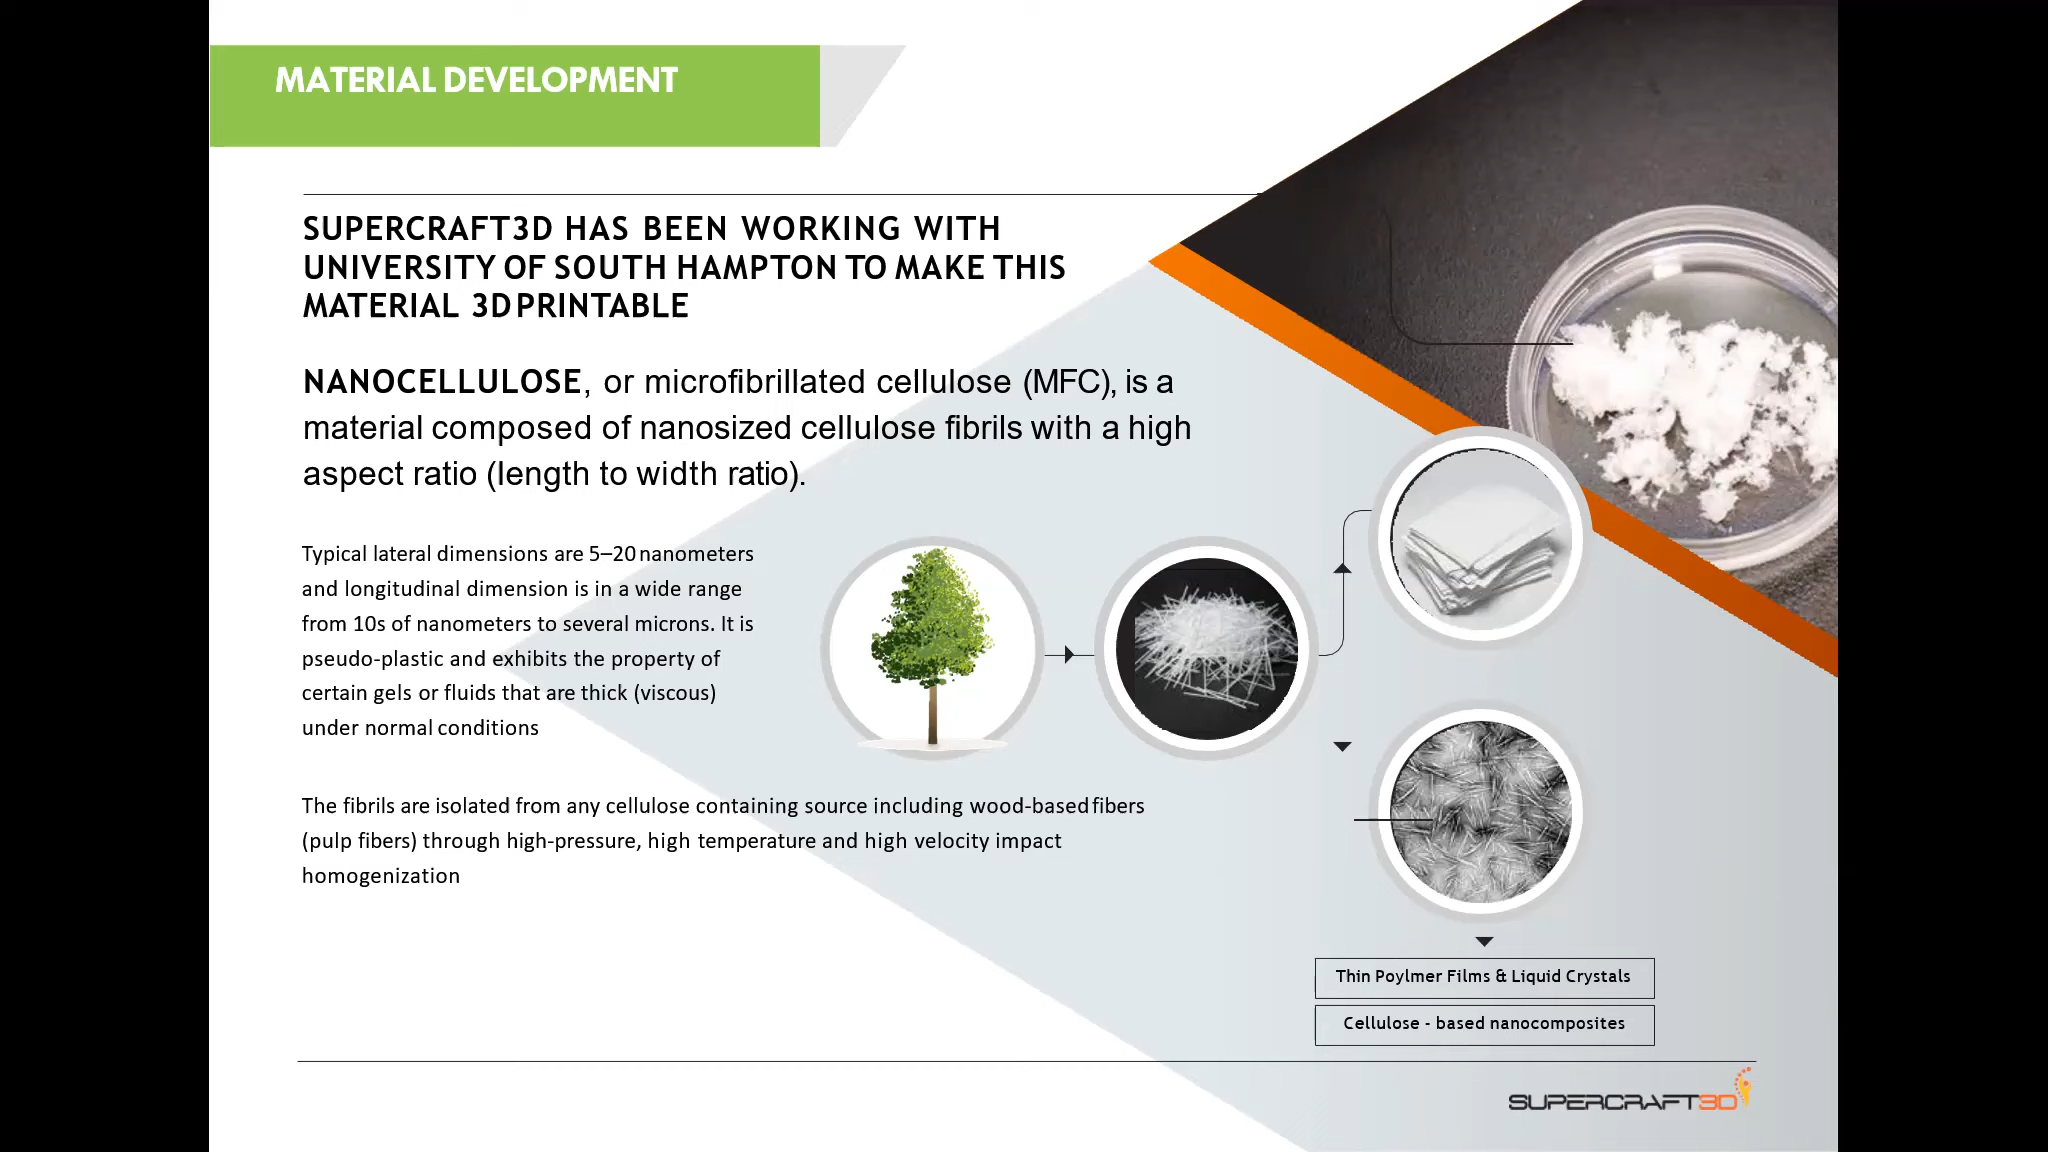 MATERIAL DEVELOPMENT
SUPERCRAFT3D HAS BEEN WORKING WITH
UNIVERSITY OF SOUTH HAMPTON TO MAKE THIS
MATERIAL 3D PRINTABLE
NANOCELLULOSE, or microfibrillated cellulose (MFC), is a
material composed of nanosized cellulose fibrils with a high
aspect ratio (length to width ratio).
Typical lateral dimensions are 5–20 nanometers
and longitudinal dimension is in a wide range
from 10s of nanometers to several microns. It is
pseudo-plastic and exhibits the property of
certain gels or fluids that are thick (viscous)
under normal conditions
The fibrils are isolated from any cellulose containing source including wood-based fibers
(pulp fibers) through high-pressure, high temperature and high velocity impact
homogenization
Thin Poylmer Films & Liquid Crystals
Cellulose - based nanocomposites
SUPERCRAFT3D